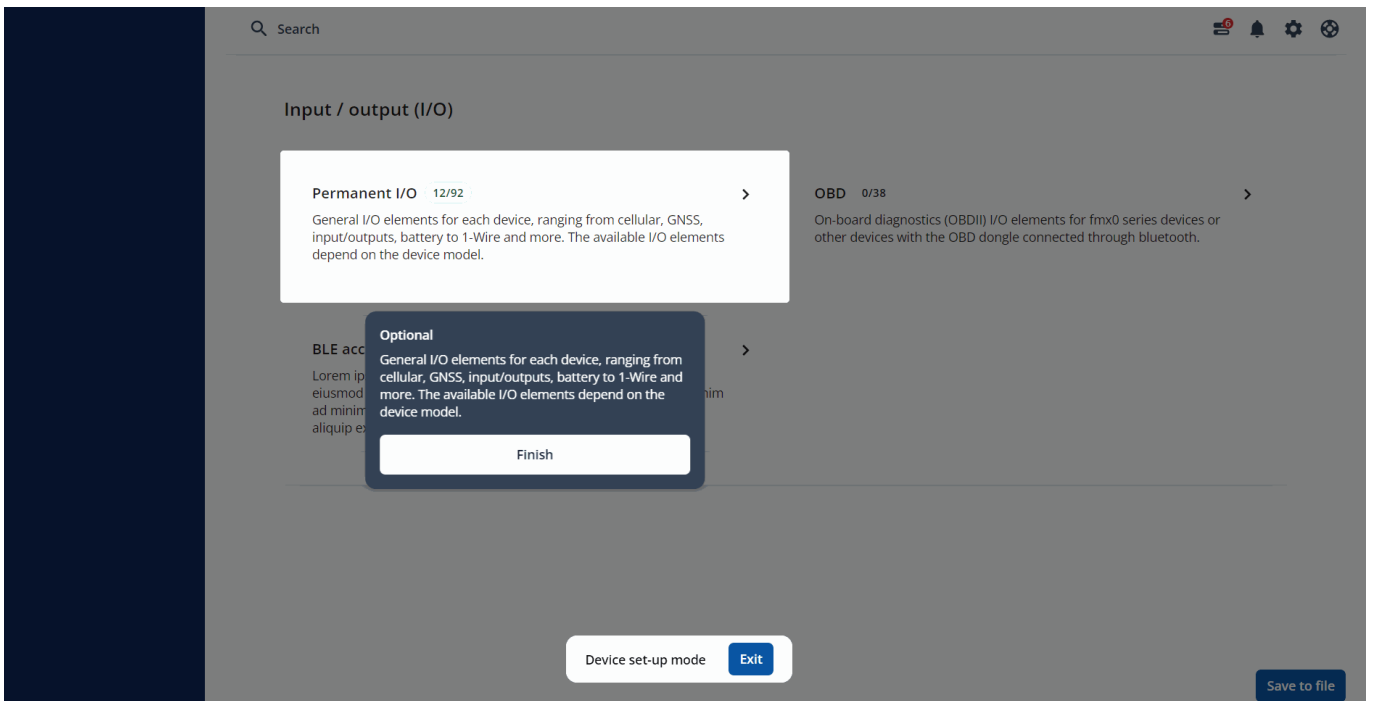 Search
6
Input / output (I/O)
Permanent I/O 12/92
General I/O elements for each device, ranging from cellular, GNSS,
input/outputs, battery to 1-Wire and more. The available I/O elements
depend on the device model.
OBD 0/38
On-board diagnostics (OBDII) I/O elements for fmx0 series devices or
other devices with the OBD dongle connected through bluetooth.
BLE acc
Lorem ip
eiusmod
ad minim
aliquip ex
nim
Optional
General I/O elements for each device, ranging from
cellular, GNSS, input/outputs, battery to 1-Wire and
more. The available I/O elements depend on the
device model.
Finish
Device set-up mode Exit
Save to file